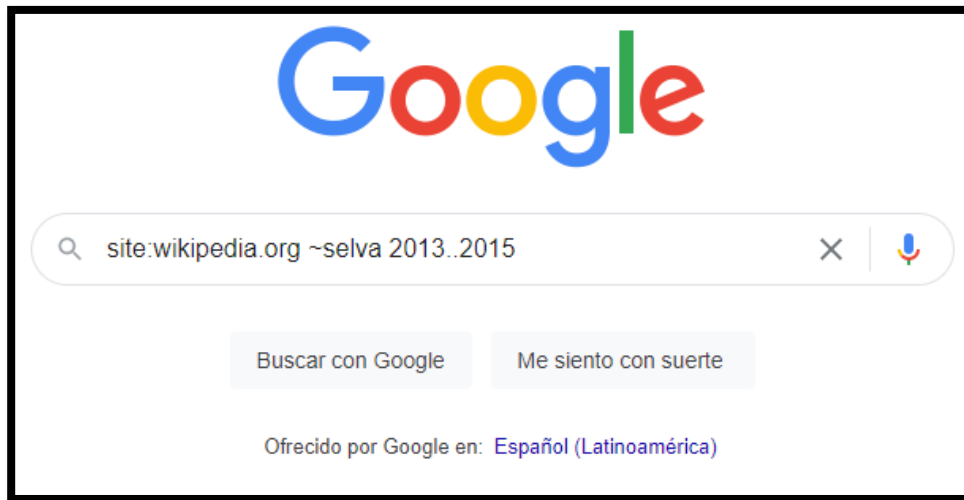 Google
site:wikipedia.org ~selva 2013..2015
Buscar con Google Me siento con suerte
Ofrecido por Google en: Español (Latinoamérica)